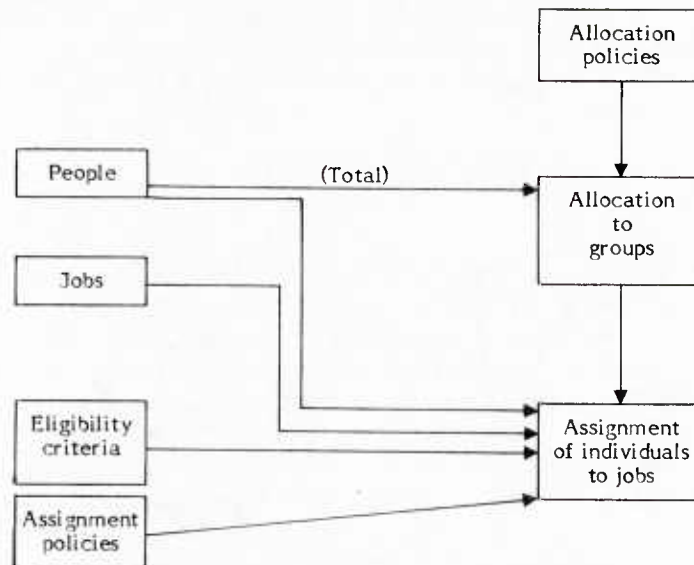 Allocation
policies
People
(Total)
Allocation
to
groups
Jobs
Eligibility
criteria
Assignment
of individuals
to jobs
Assignment
policies